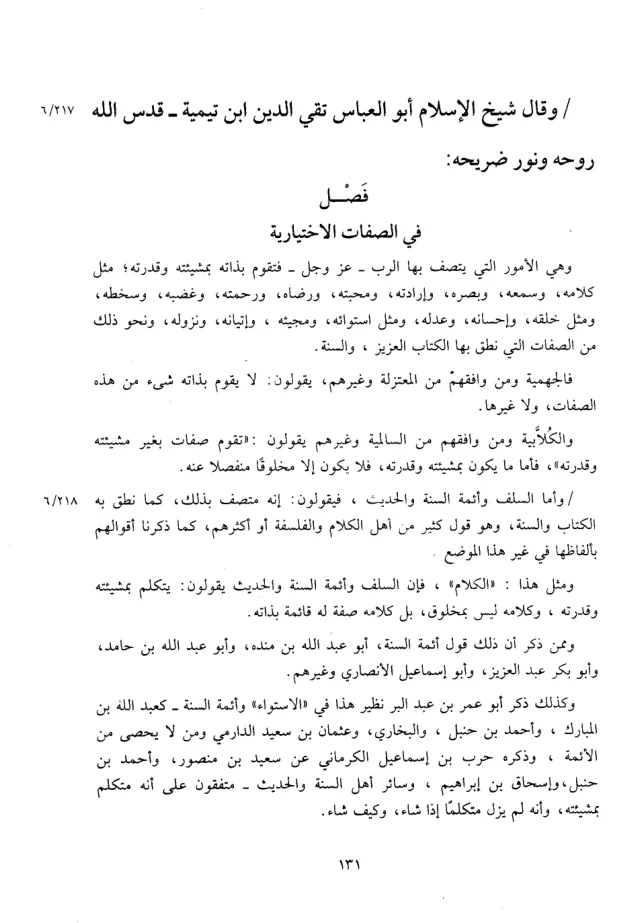 / وقال شيخ الإسلام أبو العباس تقي الدين ابن تيمية ـ قدس الله ٦/٢١٧
روحه ونور ضريحه:
فَصْـل
في الصفات الاختيارية
وهي الأمور التي يتصف بها الرب ـ عز وجل ـ فتقوم بذاته بمشيئته وقدرته؛ مثل
كلامه، وسمعه، وبصره، وإرادته، ومحبته، ورضاه، ورحمته، وغضبه، وسخطه،
ومثل خلقه، وإحسانه، وعدله، ومثل استوائه، ومجيئه ، وإتيانه، ونزوله، ونحو ذلك
من الصفات التي نطق بها الكتاب العزيز ، والسنة.
فالجهمية ومن وافقهم من المعتزلة وغيرهم، يقولون: لا يقوم بذاته شىء من هذه
الصفات، ولا غيرها.
والكُلاَّبية ومن وافقهم من السالمية وغيرهم يقولون :«تقوم صفات بغير مشيئته
وقدرته»، فأما ما يكون بمشيئته وقدرته، فلا يكون إلا مخلوقًا منفصلا عنه.
/ وأما السلف وأئمة السنة والحديث ، فيقولون: إنه متصف بذلك، كما نطق به ٦/٢١٨
الكتاب والسنة، وهو قول كثير من أهل الكلام والفلسفة أو أكثرهم، كما ذكرنا أقوالهم
بألفاظها في غير هذا الموضع .
ومثل هذا : «الكلام» ، فإن السلف وأئمة السنة والحديث يقولون: يتكلم بمشيئته
وقدرته ، وكلامه ليس بمخلوق، بل كلامه صفة له قائمة بذاته.
وممن ذكر أن ذلك قول أئمة السنة، أبو عبد الله بن منده، وأبو عبد الله بن حامد،
وأبو بكر عبد العزيز، وأبو إسماعيل الأنصاري وغيرهم.
وكذلك ذكر أبو عمر بن عبد البر نظير هذا في «الاستواء» وأئمة السنة ـ كعبد الله بن
المبارك ، وأحمد بن حنبل ، والبخاري، وعثمان بن سعيد الدارمي ومن لا يحصى من
الأئمة ، وذكره حرب بن إسماعيل الكرماني عن سعيد بن منصور، وأحمد بن
حنبل،وإسحاق بن إبراهيم ، وسائر أهل السنة والحديث ـ متفقون على أنه متكلم
بمشيئته، وأنه لم يزل متكلمًا إذا شاء، وكيف شاء.
١٣١